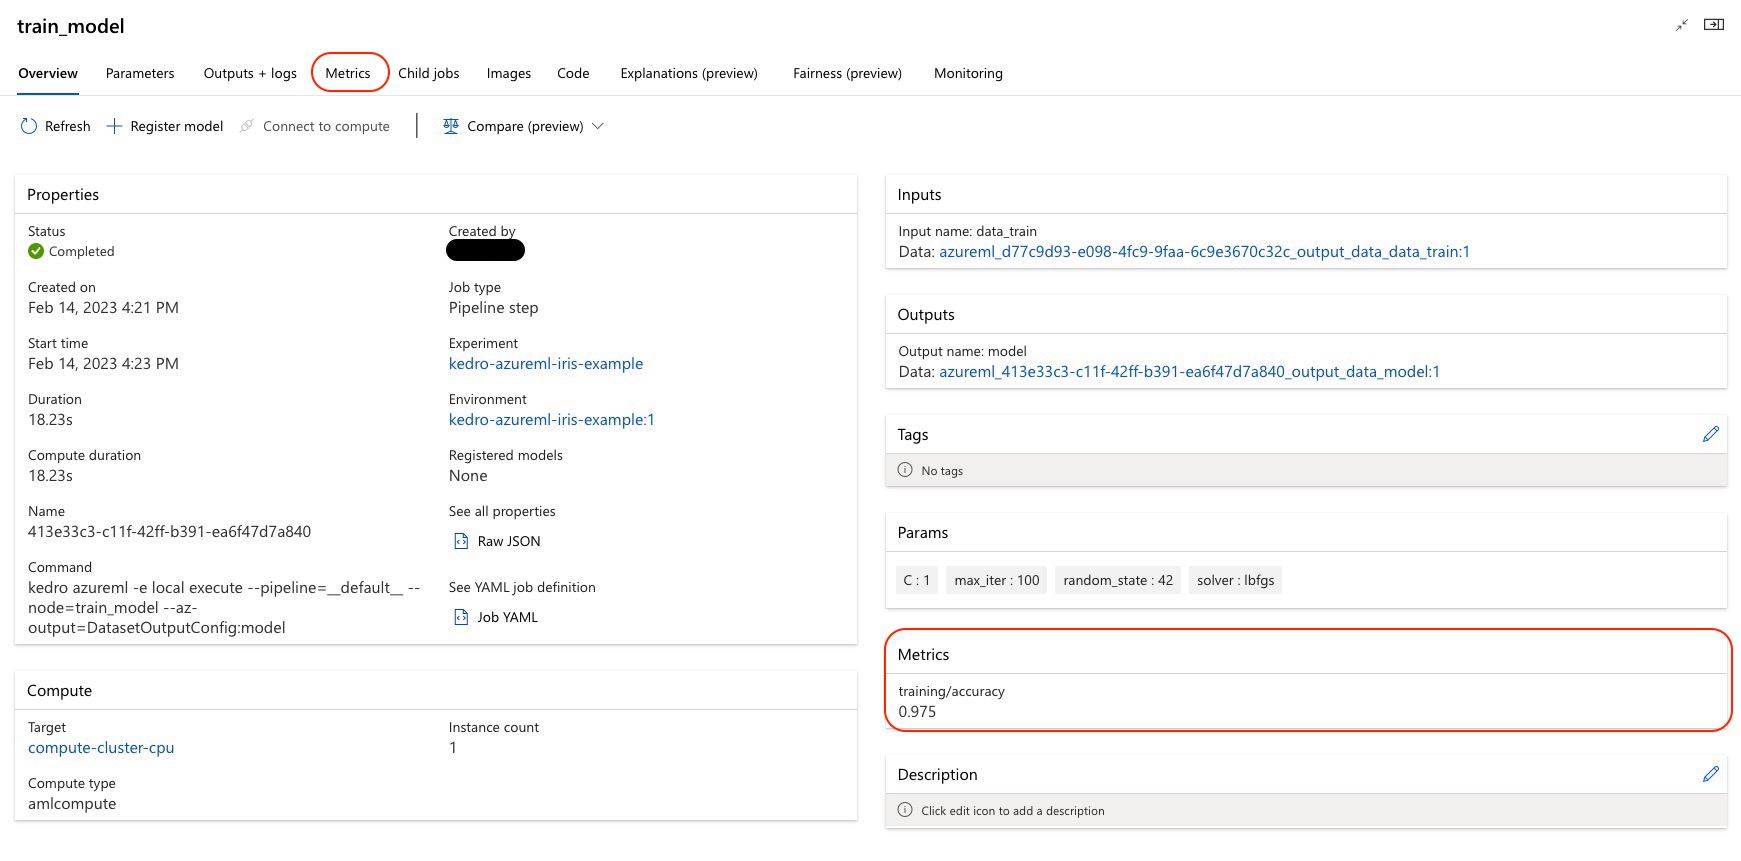 train_model
Overview Parameters Outputs + logs Metrics Child jobs Images Code Explanations (preview) Fairness (preview) Monitoring
Refresh Register model Connect to compute Compare (preview)
Properties
Status
Completed
Created on
Feb 14, 2023 4:21 PM
Start time
Feb 14, 2023 4:23 PM
Duration
18.23s
Compute duration
18.23s
Name
413e33c3-c11f-42ff-b391-ea6f47d7a840
Command
kedro azureml -e local execute --pipeline=__default__ --
node=train_model --az-
output=DatasetOutputConfig:model
Created by
Job type
Pipeline step
Experiment
kedro-azureml-iris-example
Environment
kedro-azureml-iris-example:1
Registered models
None
See all properties
Raw JSON
See YAML job definition
Job YAML
Compute
Target
compute-cluster-cpu
Compute type
amlcompute
Instance count
1
Inputs
Input name: data_train
Data: azureml_d77c9d93-e098-4fc9-9faa-6c9e3670c32c_output_data_data_train:1
Outputs
Output name: model
Data: azureml_413e33c3-c11f-42ff-b391-ea6f47d7a840_output_data_model:1
Tags
No tags
Params
C : 1 max_iter : 100 random_state : 42 solver : lbfgs
Metrics
training/accuracy
0.975
Description
Click edit icon to add a description